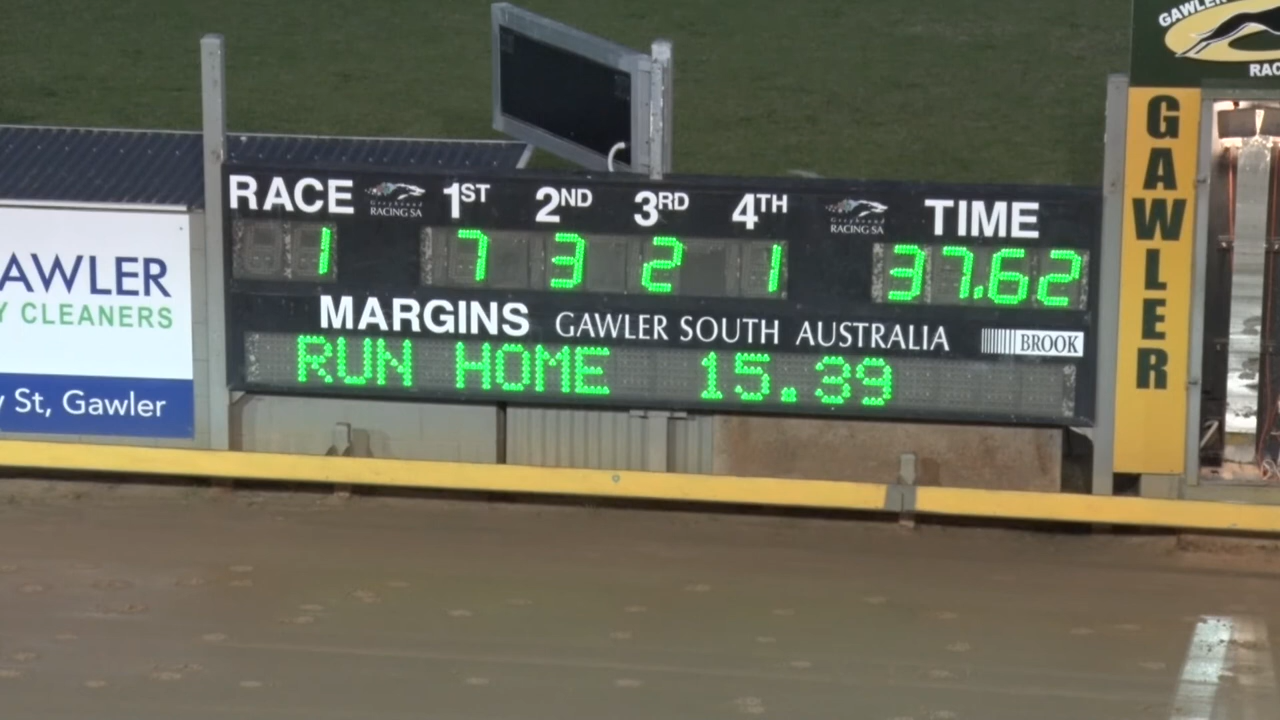 GAWLER
RAC
GAWLER
RACE
Greyhound
RACING SA
1ST 2ND 3RD 4TH
Greyhound
RACING SA
TIME
1 7 3 2 1 37.62
MARGINS GAWLER SOUTH AUSTRALIA BROOK
RUN HOME 15.39
AWLER
Y CLEANERS
y St, Gawler